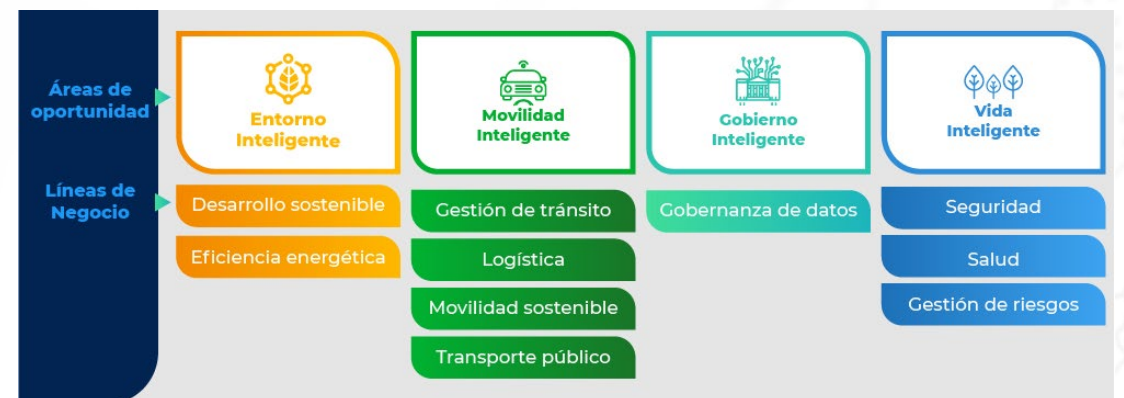 Áreas de
oportunidad
Entorno
Inteligente
Movilidad
Inteligente
Gobierno
Inteligente
Vida
Inteligente
Líneas de
Negocio
Desarrollo sostenible
Eficiencia energética
Gestión de tránsito
Logística
Movilidad sostenible
Transporte público
Gobernanza de datos
Seguridad
Salud
Gestión de riesgos